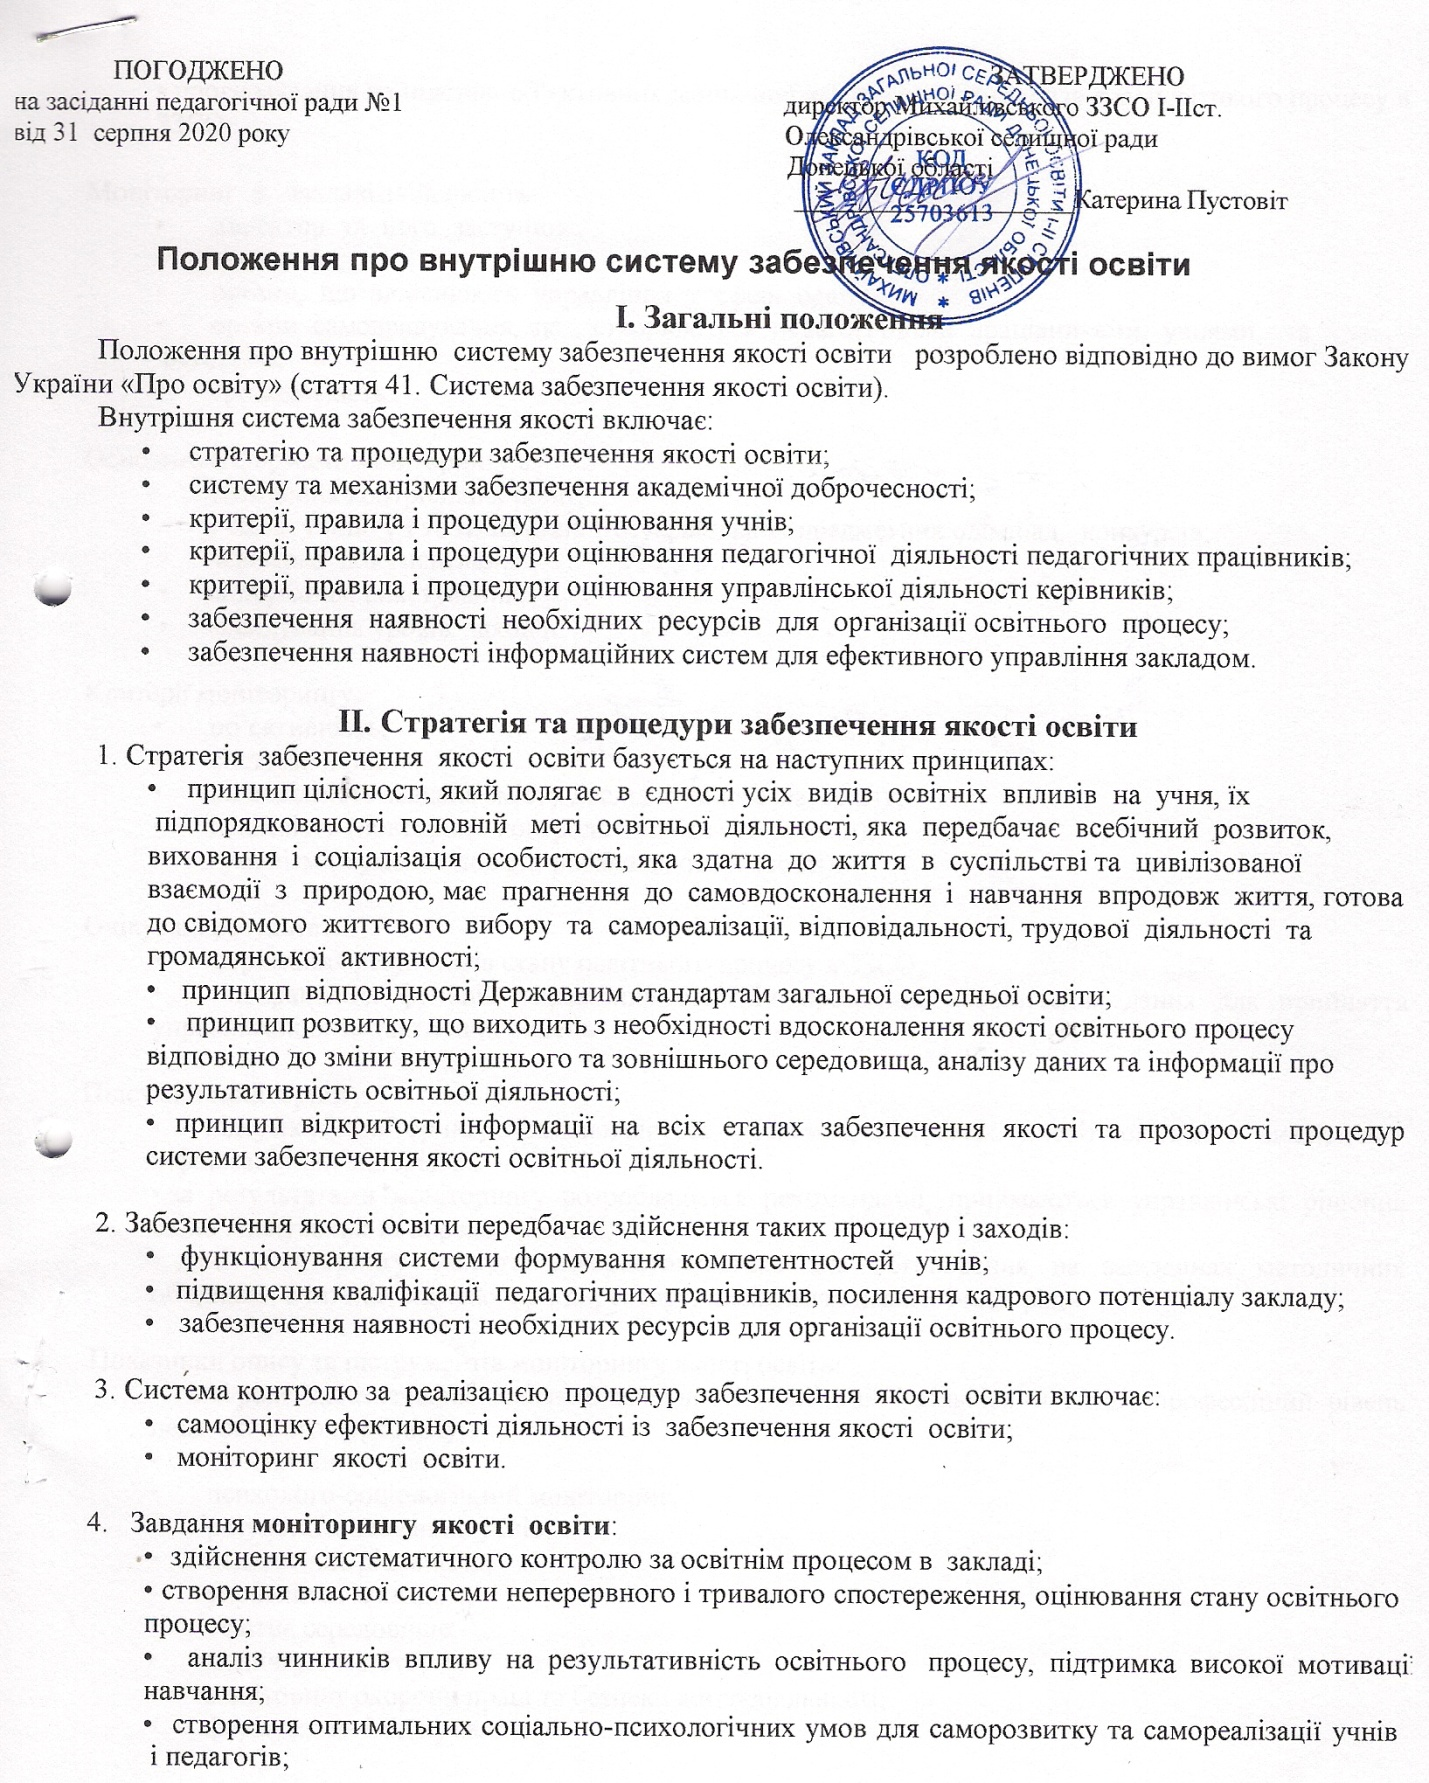 ПОГОДЖЕНО
на засіданні педагогічної ради №1
від 31 серпня 2020 року
ЗАТВЕРДЖЕНО
директор Михайлівського ЗЗСО І-ІІст.
Олександрівської селищної ради
Донецької області
Катерина Пустовіт
МИХАЙЛІВСЬКИЙ ЗАКЛАД ЗАГАЛЬНОЇ СЕРЕДНЬОЇ ОСВІТИ І-ІІ СТУПЕНІВ
ОЛЕКСАНДРІВСЬКОЇ СЕЛИЩНОЇ РАДИ ДОНЕЦЬКОЇ ОБЛАСТІ
КОД
ЄДРПОУ
25703613
Положення про внутрішню систему забезпечення якості освіти
І. Загальні положення
Положення про внутрішню систему забезпечення якості освіти розроблено відповідно до вимог Закону
України «Про освіту» (стаття 41. Система забезпечення якості освіти).
Внутрішня система забезпечення якості включає:
• стратегію та процедури забезпечення якості освіти;
• систему та механізми забезпечення академічної доброчесності;
• критерії, правила і процедури оцінювання учнів;
• критерії, правила і процедури оцінювання педагогічної діяльності педагогічних працівників;
• критерії, правила і процедури оцінювання управлінської діяльності керівників;
• забезпечення наявності необхідних ресурсів для організації освітнього процесу;
• забезпечення наявності інформаційних систем для ефективного управління закладом.
ІІ. Стратегія та процедури забезпечення якості освіти
1. Стратегія забезпечення якості освіти базується на наступних принципах:
• принцип цілісності, який полягає в єдності усіх видів освітніх впливів на учня, їх
підпорядкованості головній меті освітньої діяльності, яка передбачає всебічний розвиток,
виховання і соціалізація особистості, яка здатна до життя в суспільстві та цивілізованої
взаємодії з природою, має прагнення до самовдосконалення і навчання впродовж життя, готова
до свідомого життєвого вибору та самореалізації, відповідальності, трудової діяльності та
громадянської активності;
• принцип відповідності Державним стандартам загальної середньої освіти;
• принцип розвитку, що виходить з необхідності вдосконалення якості освітнього процесу
відповідно до зміни внутрішнього та зовнішнього середовища, аналізу даних та інформації про
результативність освітньої діяльності;
• принцип відкритості інформації на всіх етапах забезпечення якості та прозорості процедур
системи забезпечення якості освітньої діяльності.
2. Забезпечення якості освіти передбачає здійснення таких процедур і заходів:
• функціонування системи формування компетентностей учнів;
• підвищення кваліфікації педагогічних працівників, посилення кадрового потенціалу закладу;
• забезпечення наявності необхідних ресурсів для організації освітнього процесу.
3. Система контролю за реалізацією процедур забезпечення якості освіти включає:
• самооцінку ефективності діяльності із забезпечення якості освіти;
• моніторинг якості освіти.
4. Завдання моніторингу якості освіти:
• здійснення систематичного контролю за освітнім процесом в закладі;
• створення власної системи неперервного і тривалого спостереження, оцінювання стану освітнього
процесу;
• аналіз чинників впливу на результативність освітнього процесу, підтримка високої мотивації
навчання;
• створення оптимальних соціально-психологічних умов для саморозвитку та самореалізації учнів
і педагогів;